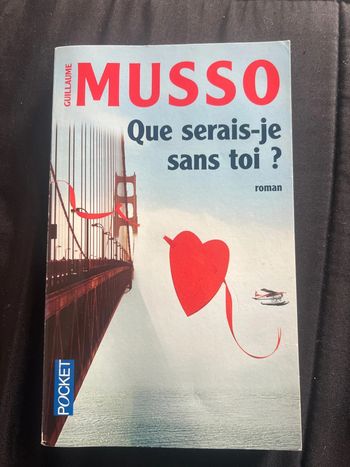 GUILLAUME
MUSSO
Que serais-je
sans toi ?
roman
POCKET